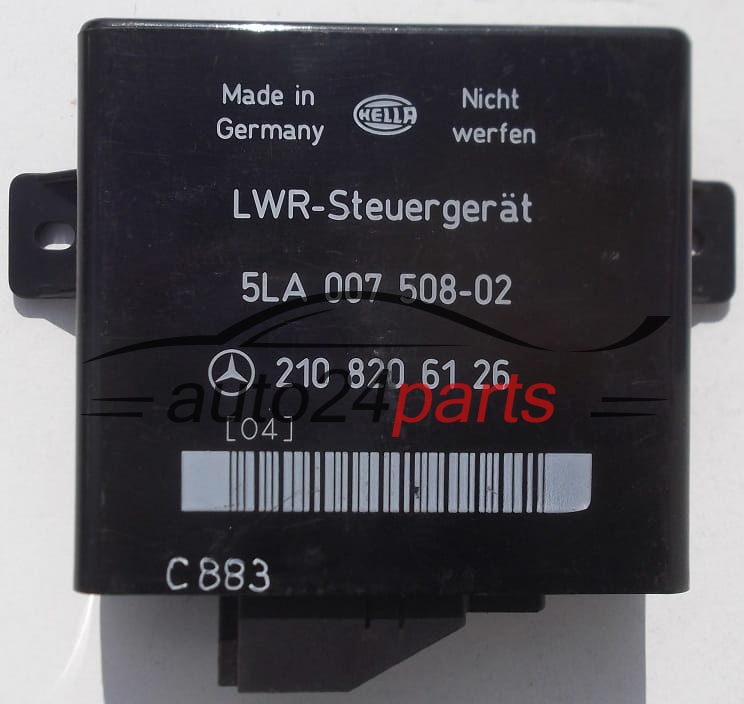 Made in
Germany
HELLA
Nicht
werfen
LWR-Steuergerät
5LA 007 508-02
210 820 61 26
auto24parts
[04]
C883